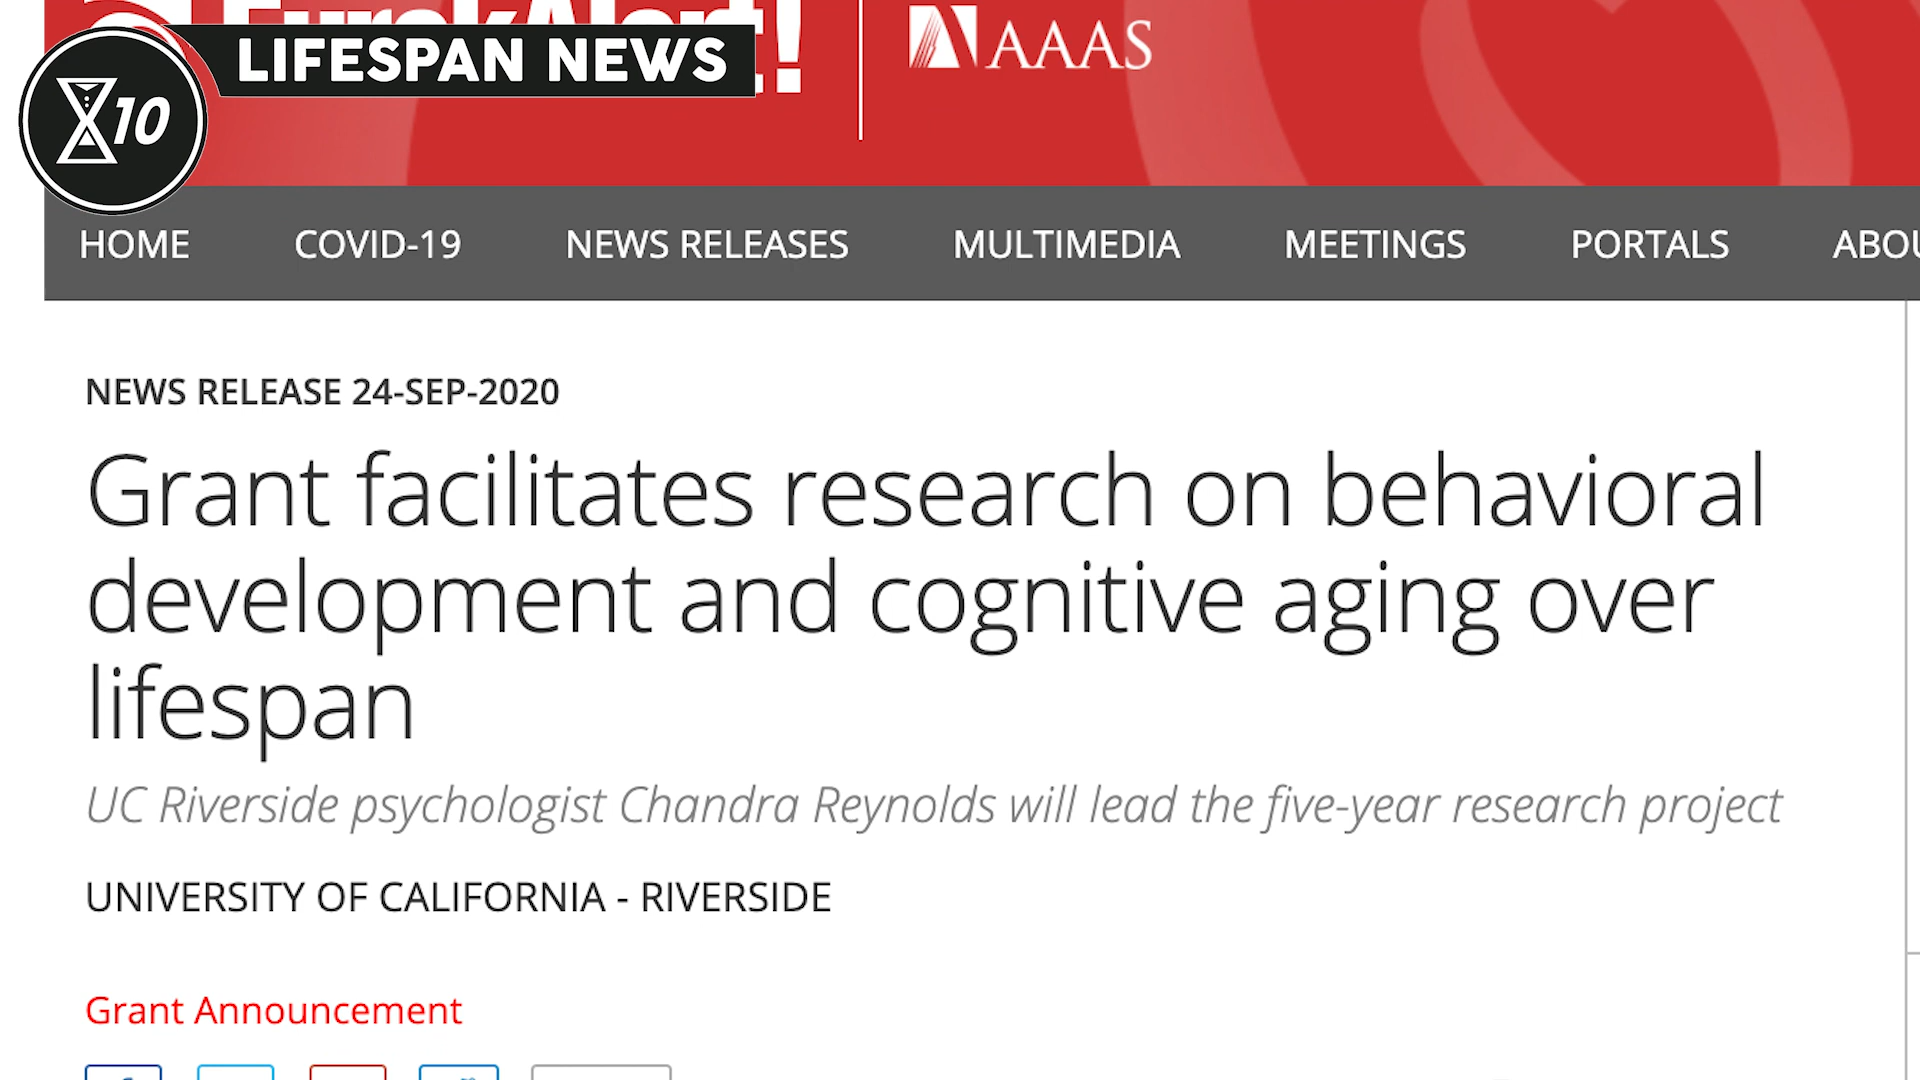 LIFESPAN NEWS
X10
AAAS
HOME COVID-19 NEWS RELEASES MULTIMEDIA MEETINGS PORTALS
NEWS RELEASE 24-SEP-2020
Grant facilitates research on behavioral
development and cognitive aging over
lifespan
UC Riverside psychologist Chandra Reynolds will lead the five-year research project
UNIVERSITY OF CALIFORNIA - RIVERSIDE
Grant Announcement